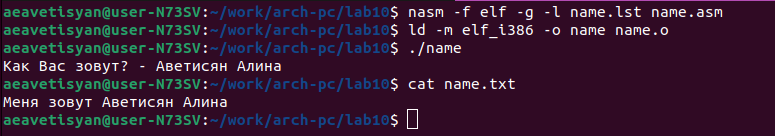 aeavetisyan@user-N73SV:~/work/arch-pc/lab10$ nasm -f elf -g -l name.lst name.asm
aeavetisyan@user-N73SV:~/work/arch-pc/lab10$ ld -m elf_i386 -o name name.o
aeavetisyan@user-N73SV:~/work/arch-pc/lab10$ ./name
Как Вас зовут? - Аветисян Алина
aeavetisyan@user-N73SV:~/work/arch-pc/lab10$ cat name.txt
Меня зовут Аветисян Алина
aeavetisyan@user-N73SV:~/work/arch-pc/lab10$